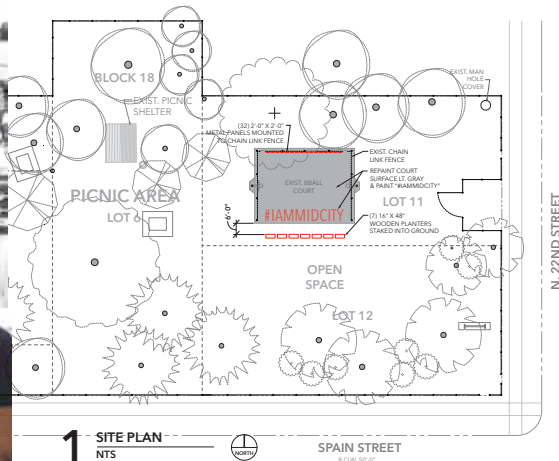 BLOCK 18
EXIST. PICNIC
SHELTER
EXIST. MAN
HOLE
COVER
(32) 2'-0" X 2'-0"
METAL PANELS MOUNTED
TO CHAIN LINK FENCE
EXIST. CHAIN
LINK FENCE
REPAINT COURT
SURFACE LT. GRAY
& PAINT "#IAMMIDCITY"
EXIST. BBALL
COURT
PICNIC AREA
LOT 6
LOT 11
#IAMMIDCITY
6'-0"
(7) 16" X 48"
WOODEN PLANTERS
STAKED INTO GROUND
OPEN
SPACE
LOT 12
N. 22ND STREET
1 SITE PLAN
NTS
NORTH
SPAIN STREET
R.O.W. 50'-0"